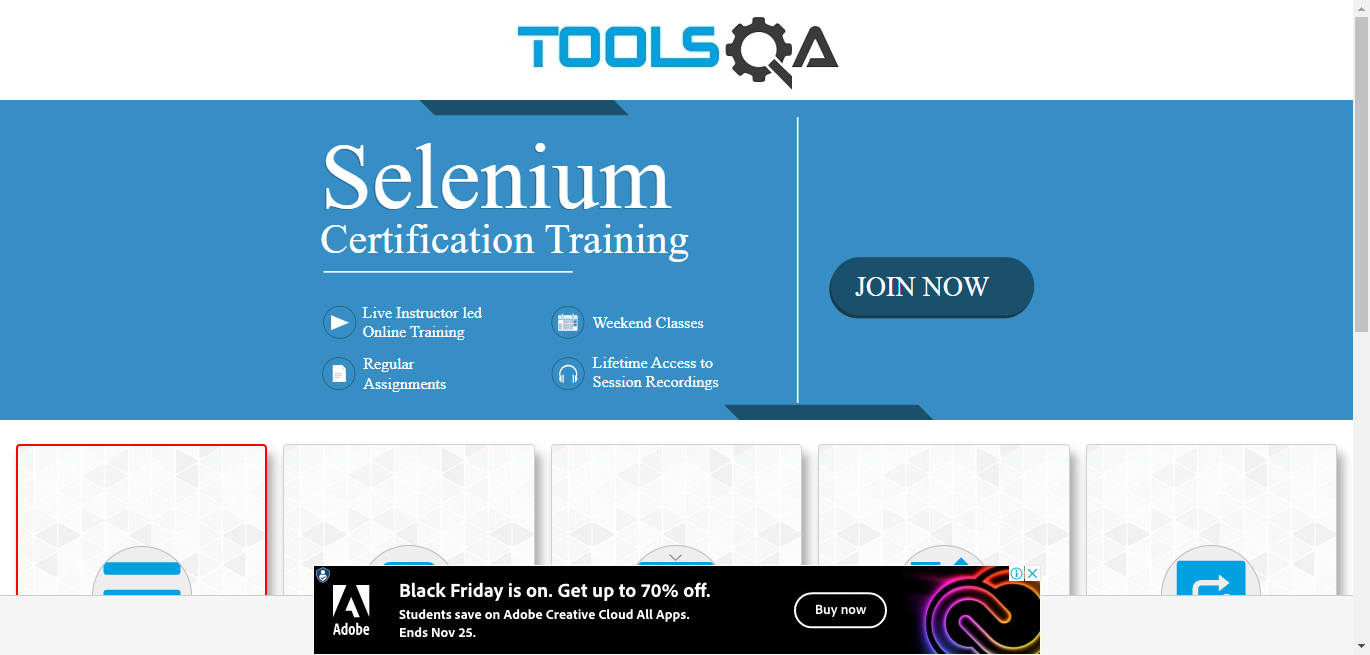 TOOLSQA
Selenium
Certification Training
JOIN NOW
Live Instructor led
Online Training
Weekend Classes
Regular
Assignments
Lifetime Access to
Session Recordings
Black Friday is on. Get up to 70% off.
Students save on Adobe Creative Cloud All Apps.
Ends Nov 25.
Adobe
Buy now